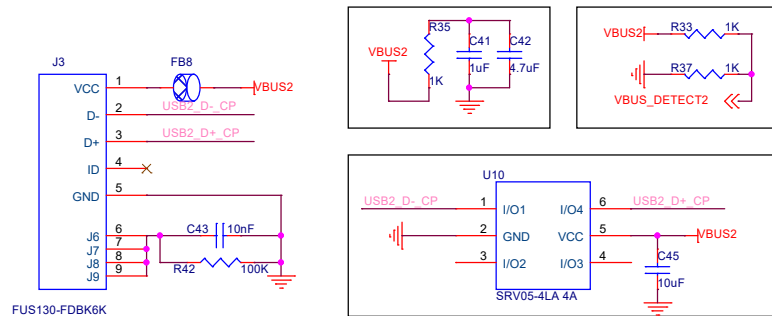 J3
FB8
VCC 1 VBUS2
D- 2 USB2_D-_CP
D+ 3 USB2_D+_CP
ID 4
GND 5
J6 6
J7 7
J8 8
J9 9
C43 10nF
R42 100K
FUS130-FDBK6K
R35
VBUS2
1K
C41
1uF
C42
4.7uF
VBUS2 R33 1K
R37 1K
VBUS_DETECT2
U10
USB2_D-_CP 1 I/O1 I/O4 6 USB2_D+_CP
2 GND VCC 5 VBUS2
3 I/O2 I/O3 4
C45
10uF
SRV05-4LA 4A